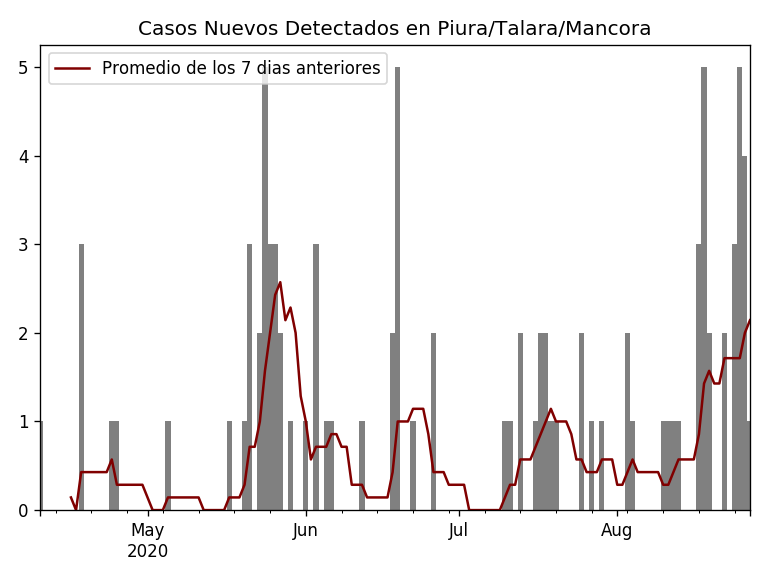 Casos Nuevos Detectados en Piura/Talara/Mancora
Promedio de los 7 dias anteriores
5
4
3
2
1
0
May Jun Jul Aug
2020